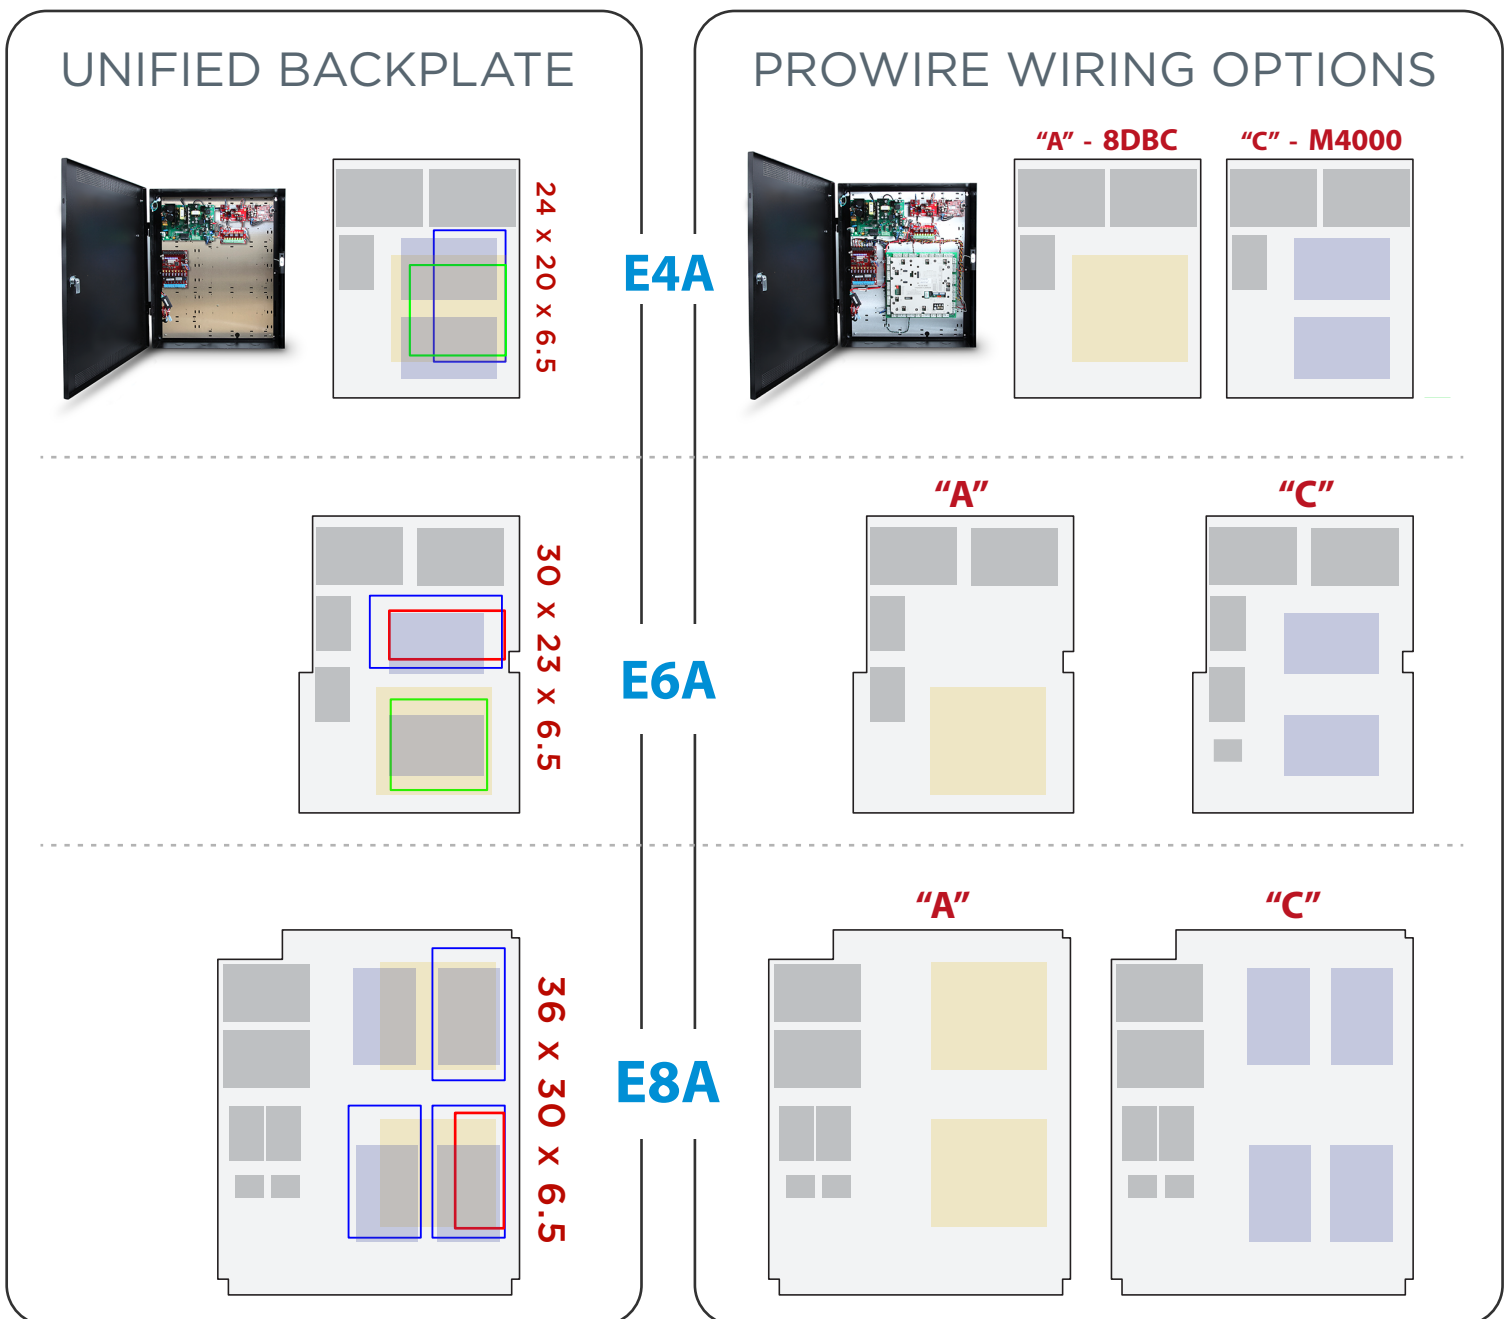 UNIFIED BACKPLATE
PROWIRE WIRING OPTIONS
“A” - 8DBC
“C” - M4000
24 x 20 x 6.5
E4A
“A”
“C”
30 x 23 x 6.5
E6A
“A”
“C”
36 x 30 x 6.5
E8A